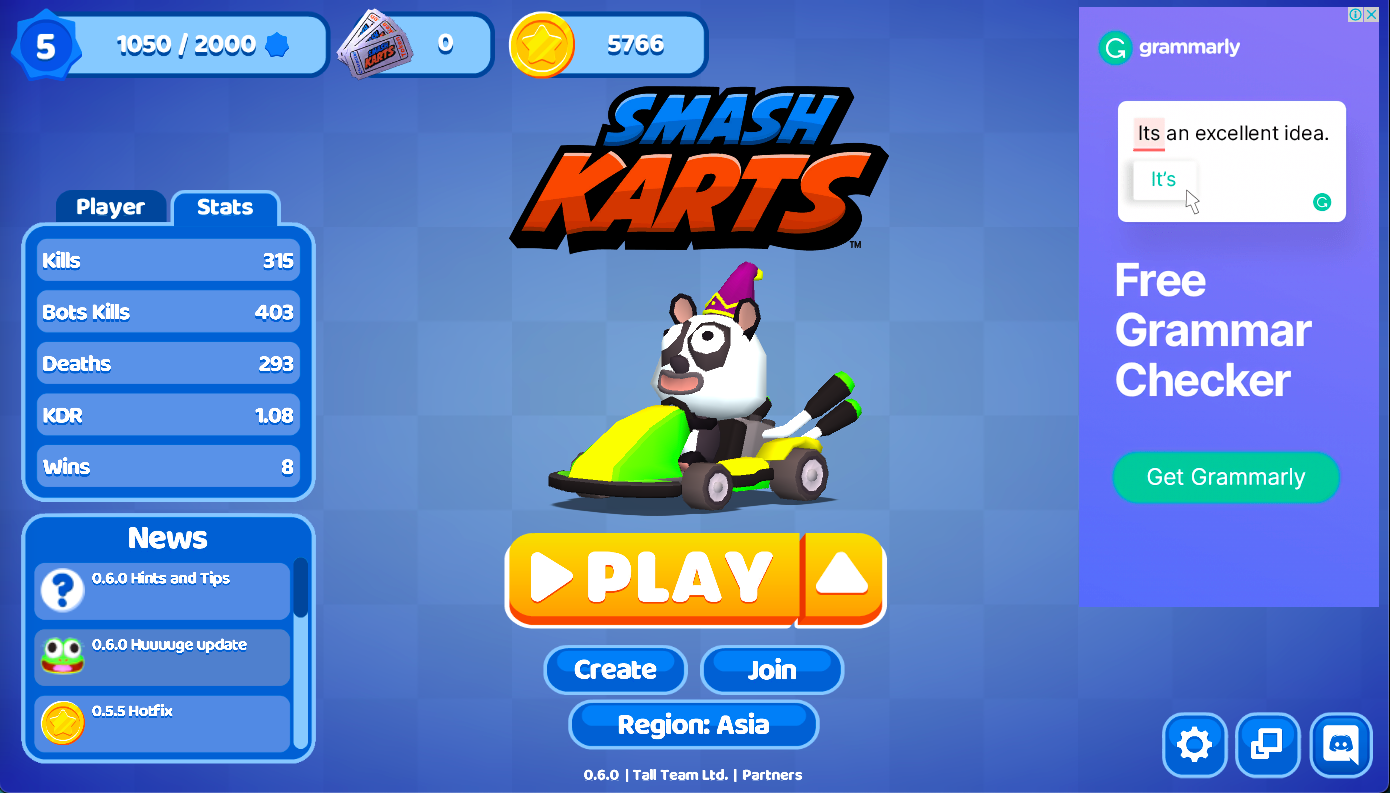 5
1050 / 2000
0
5766
SMASH
KARTS
SMASH
KARTS
TM
Player
Stats
Kills 315
Bots Kills 403
Deaths 293
KDR 1.08
Wins 8
News
0.6.0 Hints and Tips
0.6.0 Huuuuge update
0.5.5 Hotfix
PLAY
Create
Join
Region: Asia
0.6.0 | Tall Team Ltd. | Partners
grammarly
Its an excellent idea.
It's
Free
Grammar
Checker
Get Grammarly